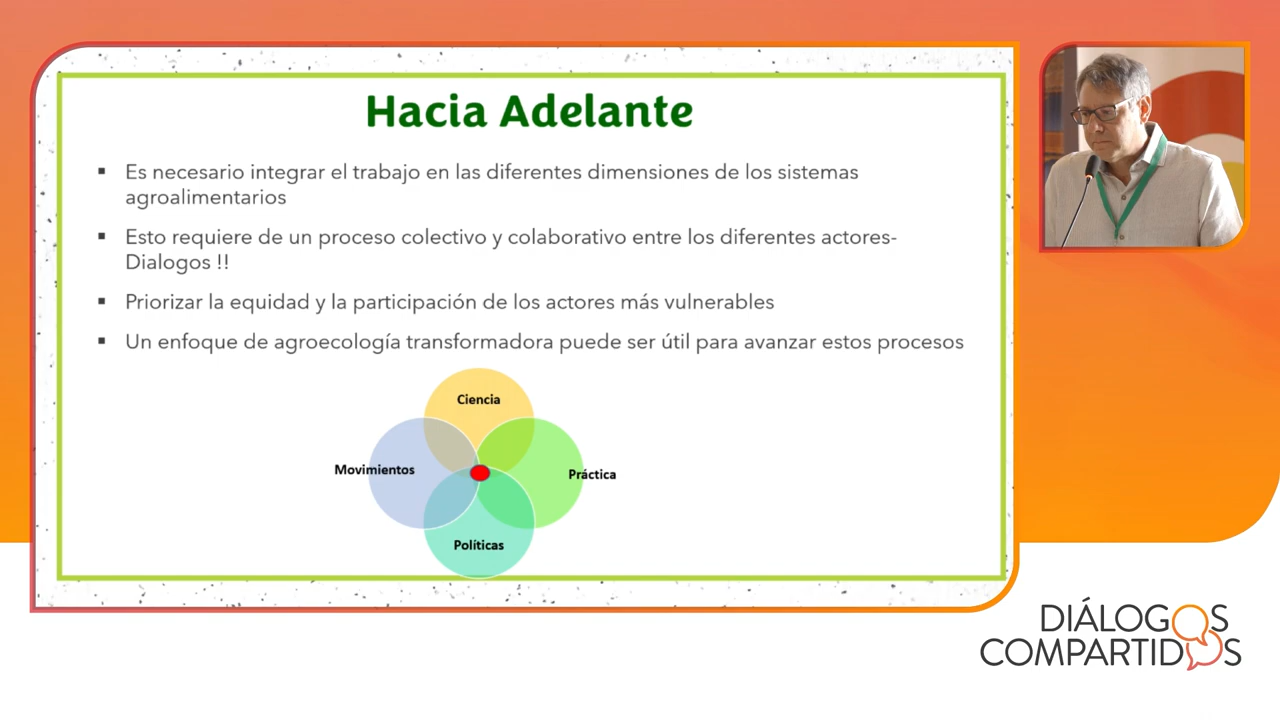 Hacia Adelante
Es necesario integrar el trabajo en las diferentes dimensiones de los sistemas
agroalimentarios
Esto requiere de un proceso colectivo y colaborativo entre los diferentes actores-
Dialogos !!
Priorizar la equidad y la participación de los actores más vulnerables
Un enfoque de agroecología transformadora puede ser útil para avanzar estos procesos
Ciencia
Movimientos
Práctica
Políticas
DIÁLOGOS
COMPARTIDOS